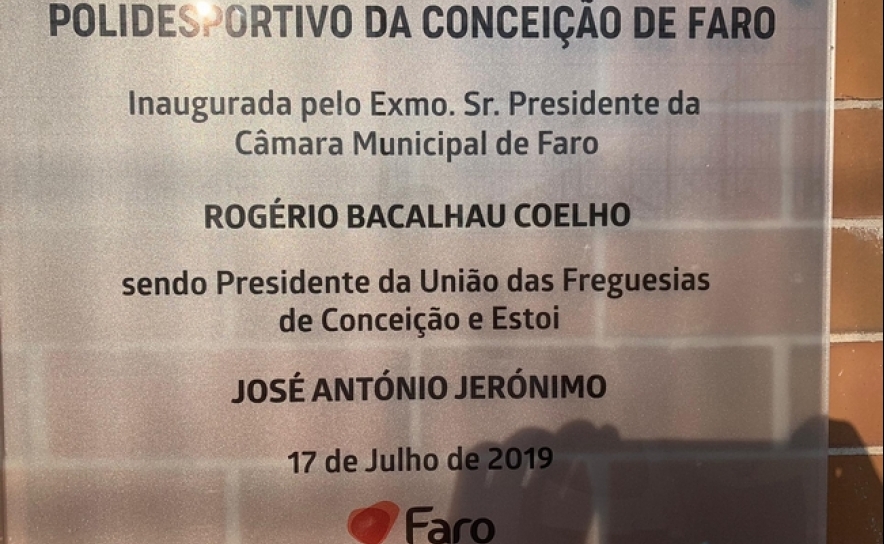 POLIDESPORTIVO DA CONCEIÇÃO DE FARO
Inaugurada pelo Exmo. Sr. Presidente da
Câmara Municipal de Faro
ROGÉRIO BACALHAU COELHO
sendo Presidente da União das Freguesias
de Conceição e Estoi
JOSÉ ANTÓNIO JERÓNIMO
17 de Julho de 2019
Faro